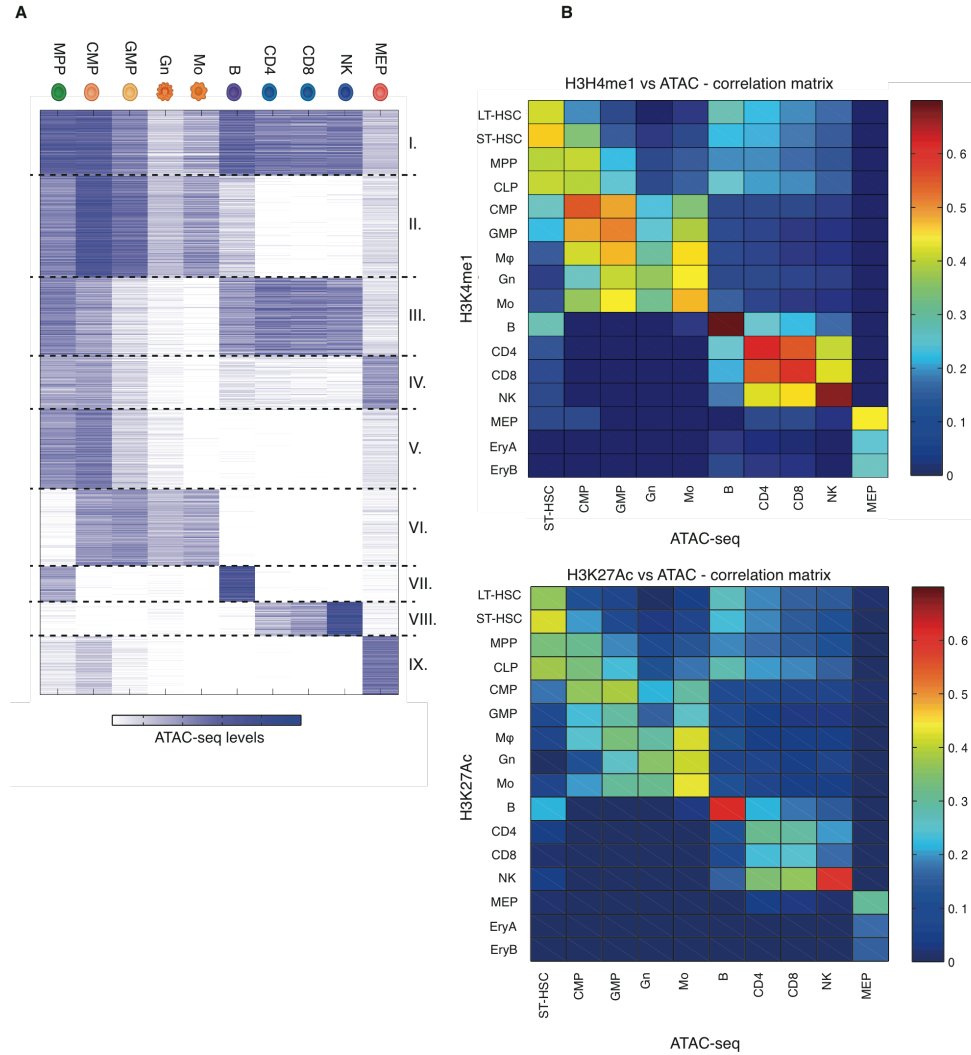 A
B
MPP CMP GMP Gn Mo B CD4 CD8 NK MEP
I.
II.
III.
IV.
V.
VI.
VII.
VIII.
IX.
ATAC-seq levels
H3H4me1 vs ATAC - correlation matrix
H3K4me1
LT-HSC
ST-HSC
MPP
CLP
CMP
GMP
Mφ
Gn
Mo
B
CD4
CD8
NK
MEP
EryA
EryB
ST-HSC CMP GMP Gn Mo B CD4 CD8 NK MEP
ATAC-seq
0.6
0.5
0.4
0.3
0.2
0.1
0
H3K27Ac vs ATAC - correlation matrix
H3K27Ac
LT-HSC
ST-HSC
MPP
CLP
CMP
GMP
Mφ
Gn
Mo
B
CD4
CD8
NK
MEP
EryA
EryB
ST-HSC CMP GMP Gn Mo B CD4 CD8 NK MEP
ATAC-seq
0.6
0.5
0.4
0.3
0.2
0.1
0